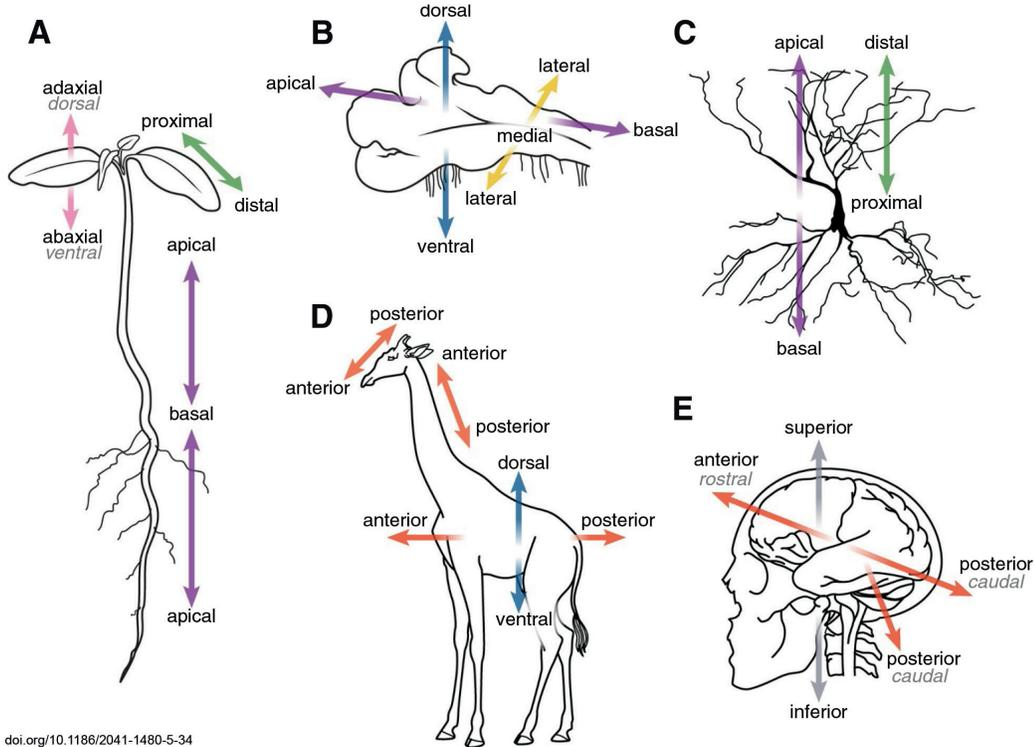 A
adaxial
dorsal
proximal
distal
abaxial
ventral
apical
basal
apical
B
dorsal
apical
lateral
medial
basal
lateral
ventral
C
apical
distal
proximal
basal
D
posterior
anterior
anterior
posterior
dorsal
anterior
posterior
ventral
E
superior
anterior
rostral
posterior
caudal
posterior
caudal
inferior
doi.org/10.1186/2041-1480-5-34